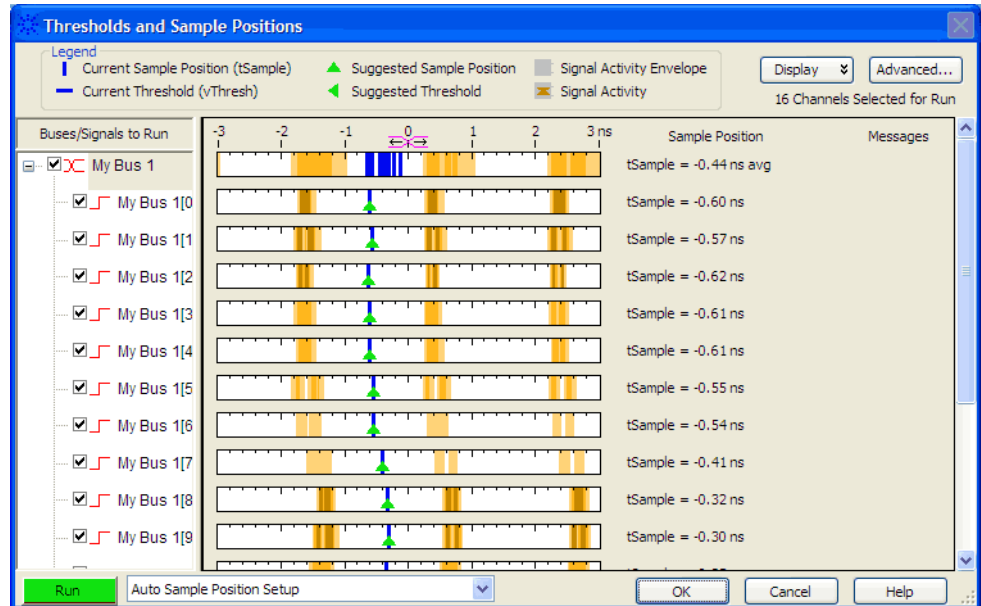 Thresholds and Sample Positions
Legend
Current Sample Position (tSample)
Suggested Sample Position
Signal Activity Envelope
Current Threshold (vThresh)
Suggested Threshold
Signal Activity
Display
Advanced...
16 Channels Selected for Run
Buses/Signals to Run
-3 -2 -1 0 1 2 3 ns
Sample Position
Messages
My Bus 1
tSample = -0.44 ns avg
My Bus 1[0
tSample = -0.60 ns
My Bus 1[1
tSample = -0.57 ns
My Bus 1[2
tSample = -0.62 ns
My Bus 1[3
tSample = -0.61 ns
My Bus 1[4
tSample = -0.61 ns
My Bus 1[5
tSample = -0.55 ns
My Bus 1[6
tSample = -0.54 ns
My Bus 1[7
tSample = -0.41 ns
My Bus 1[8
tSample = -0.32 ns
My Bus 1[9
tSample = -0.30 ns
Run
Auto Sample Position Setup
OK
Cancel
Help